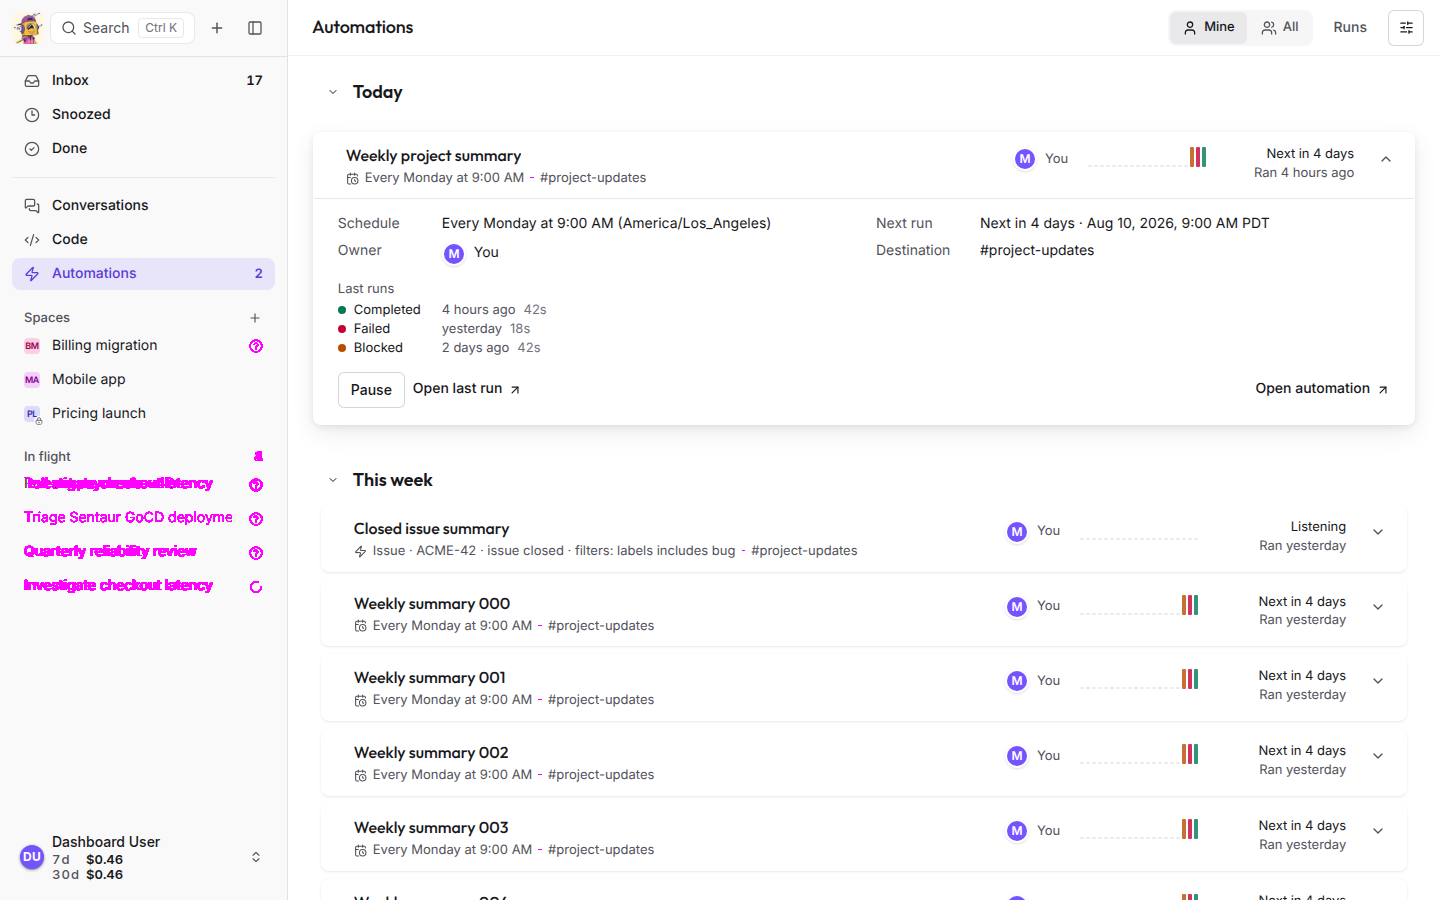 Search Ctrl K
Inbox 17
Snoozed
Done
Conversations
Code
Automations 2
Spaces
BM Billing migration
MA Mobile app
PL Pricing launch
In flight
Triage Sentaur GoCD deployme
Quarterly reliability review
Investigate checkout latency
DU Dashboard User
7d $0.46
30d $0.46
Automations
Mine All Runs
Today
Weekly project summary
Every Monday at 9:00 AM - #project-updates
M You
Next in 4 days
Ran 4 hours ago
Schedule Every Monday at 9:00 AM (America/Los_Angeles)
Owner M You
Next run Next in 4 days · Aug 10, 2026, 9:00 AM PDT
Destination #project-updates
Last runs
Completed 4 hours ago 42s
Failed yesterday 18s
Blocked 2 days ago 42s
Pause Open last run
Open automation
This week
Closed issue summary
Issue · ACME-42 · issue closed · filters: labels includes bug - #project-updates
M You
Listening
Ran yesterday
Weekly summary 000
Every Monday at 9:00 AM - #project-updates
M You
Next in 4 days
Ran yesterday
Weekly summary 001
Every Monday at 9:00 AM - #project-updates
M You
Next in 4 days
Ran yesterday
Weekly summary 002
Every Monday at 9:00 AM - #project-updates
M You
Next in 4 days
Ran yesterday
Weekly summary 003
Every Monday at 9:00 AM - #project-updates
M You
Next in 4 days
Ran yesterday